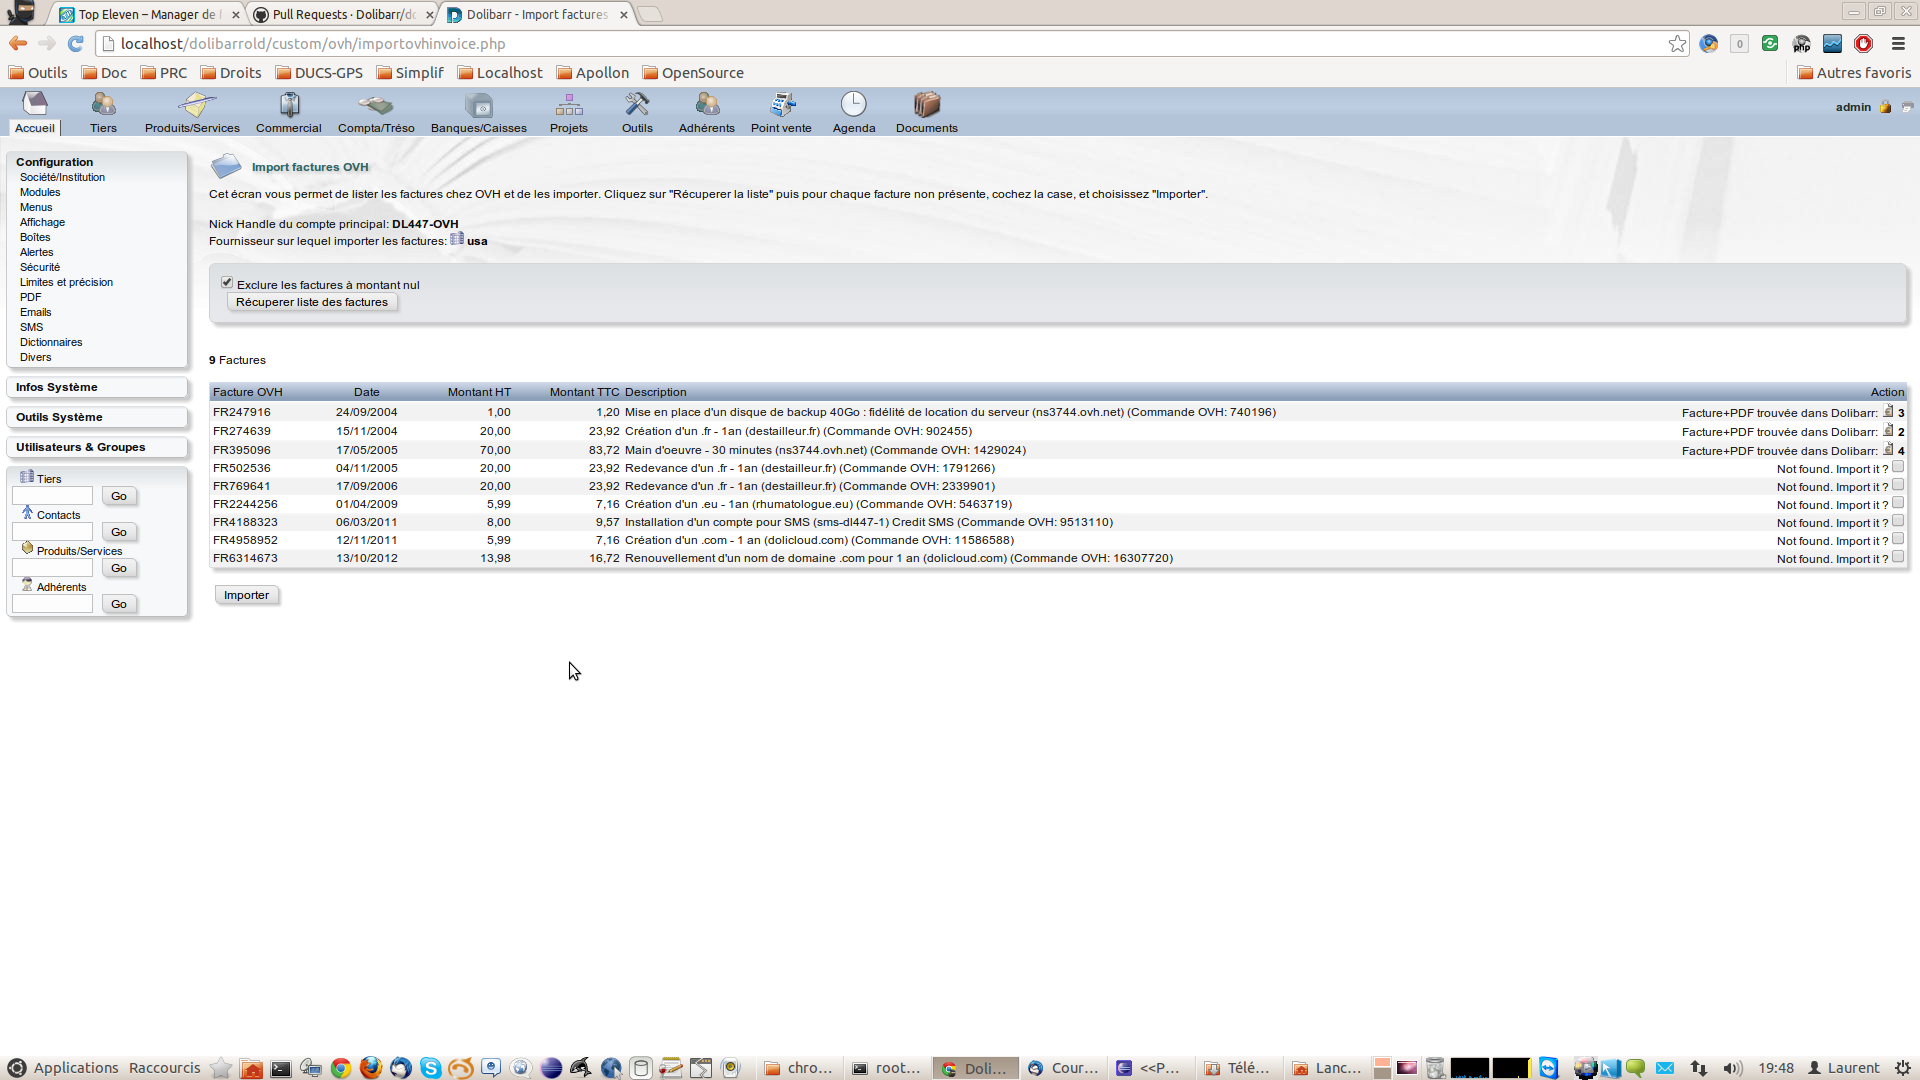 Top Eleven – Manager de
Pull Requests · Dolibarr/do
Dolibarr - Import factures
localhost/dolibarrold/custom/ovh/importovhinvoice.php
Outils Doc PRC Droits DUCS-GPS Simplif Localhost Apollon OpenSource Autres favoris
Accueil Tiers Produits/Services Commercial Compta/Tréso Banques/Caisses Projets Outils Adhérents Point vente Agenda Documents admin
Configuration
Société/Institution
Modules
Menus
Affichage
Boîtes
Alertes
Sécurité
Limites et précision
PDF
Emails
SMS
Dictionnaires
Divers
Infos Système
Outils Système
Utilisateurs & Groupes
Tiers
Go
Contacts
Go
Produits/Services
Go
Adhérents
Go
Import factures OVH
Cet écran vous permet de lister les factures chez OVH et de les importer. Cliquez sur "Récuperer la liste" puis pour chaque facture non présente, cochez la case, et choisissez "Importer".
Nick Handle du compte principal: DL447-OVH
Fournisseur sur lequel importer les factures: usa
Exclure les factures à montant nul
Récuperer liste des factures
9 Factures
Facture OVH Date Montant HT Montant TTC Description Action
FR247916 24/09/2004 1,00 1,20 Mise en place d'un disque de backup 40Go : fidélité de location du serveur (ns3744.ovh.net) (Commande OVH: 740196) Facture+PDF trouvée dans Dolibarr: 3
FR274639 15/11/2004 20,00 23,92 Création d'un .fr - 1an (destailleur.fr) (Commande OVH: 902455) Facture+PDF trouvée dans Dolibarr: 2
FR395096 17/05/2005 70,00 83,72 Main d'oeuvre - 30 minutes (ns3744.ovh.net) (Commande OVH: 1429024) Facture+PDF trouvée dans Dolibarr: 4
FR502536 04/11/2005 20,00 23,92 Redevance d'un .fr - 1an (destailleur.fr) (Commande OVH: 1791266) Not found. Import it ?
FR769641 17/09/2006 20,00 23,92 Redevance d'un .fr - 1an (destailleur.fr) (Commande OVH: 2339901) Not found. Import it ?
FR2244256 01/04/2009 5,99 7,16 Création d'un .eu - 1an (rhumatologue.eu) (Commande OVH: 5463719) Not found. Import it ?
FR4188323 06/03/2011 8,00 9,57 Installation d'un compte pour SMS (sms-dl447-1) Credit SMS (Commande OVH: 9513110) Not found. Import it ?
FR4958952 12/11/2011 5,99 7,16 Création d'un .com - 1 an (dolicloud.com) (Commande OVH: 11586588) Not found. Import it ?
FR6314673 13/10/2012 13,98 16,72 Renouvellement d'un nom de domaine .com pour 1 an (dolicloud.com) (Commande OVH: 16307720) Not found. Import it ?
Importer
Applications Raccourcis chro... root... Doli... Cour... <<P... Télé... Lanc... 19:48 Laurent